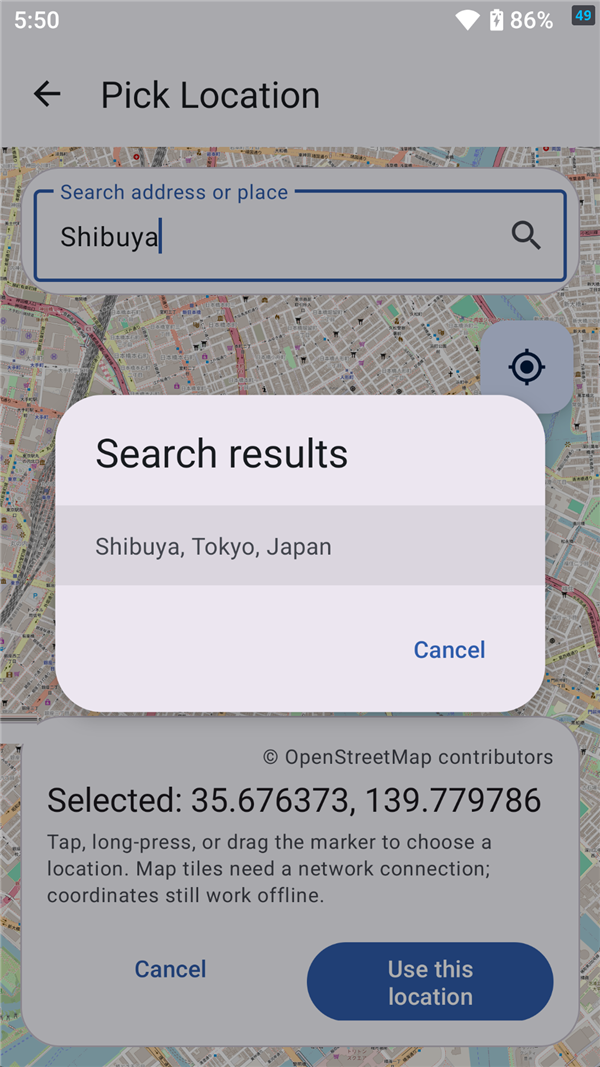 5:50
86%
49
Pick Location
Search address or place
Shibuya
Search results
Shibuya, Tokyo, Japan
Cancel
© OpenStreetMap contributors
Selected: 35.676373, 139.779786
Tap, long-press, or drag the marker to choose a
location. Map tiles need a network connection;
coordinates still work offline.
Cancel
Use this
location